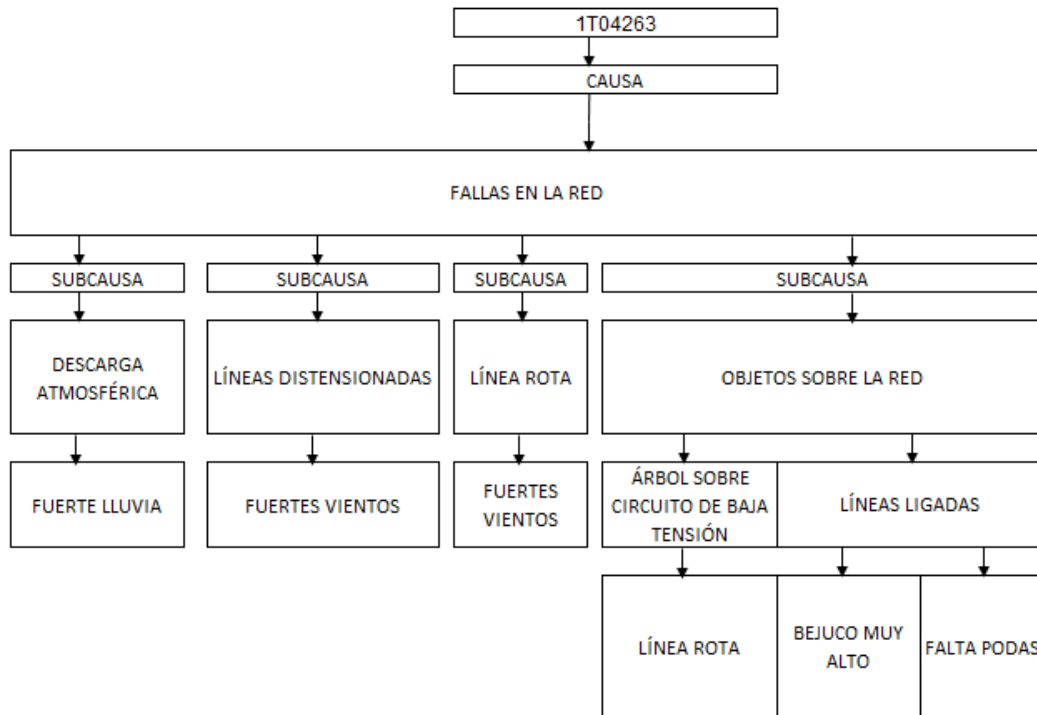 1T04263
CAUSA
FALLAS EN LA RED
SUBCAUSA
SUBCAUSA
SUBCAUSA
SUBCAUSA
DESCARGA
ATMOSFÉRICA
LÍNEAS DISTENSIONADAS
LÍNEA ROTA
OBJETOS SOBRE LA RED
FUERTE LLUVIA
FUERTES VIENTOS
FUERTES
VIENTOS
ÁRBOL SOBRE
CIRCUITO DE BAJA
TENSIÓN
LÍNEAS LIGADAS
LÍNEA ROTA
BEJUCO MUY
ALTO
FALTA PODAS